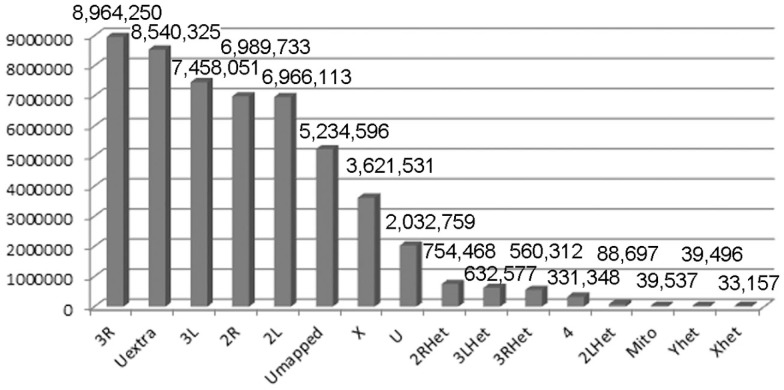 8,964,250
8,540,325
6,989,733
7,458,051
6,966,113
5,234,596
3,621,531
2,032,759
754,468
560,312
88,697
39,496
632,577
331,348
39,537
33,157
9000000
8000000
7000000
6000000
5000000
4000000
3000000
2000000
1000000
0
3R
Uextra
3L
2R
2L
Umapped
X
U
2RHet
3LHet
3RHet
4
2LHet
Mito
Yhet
Xhet